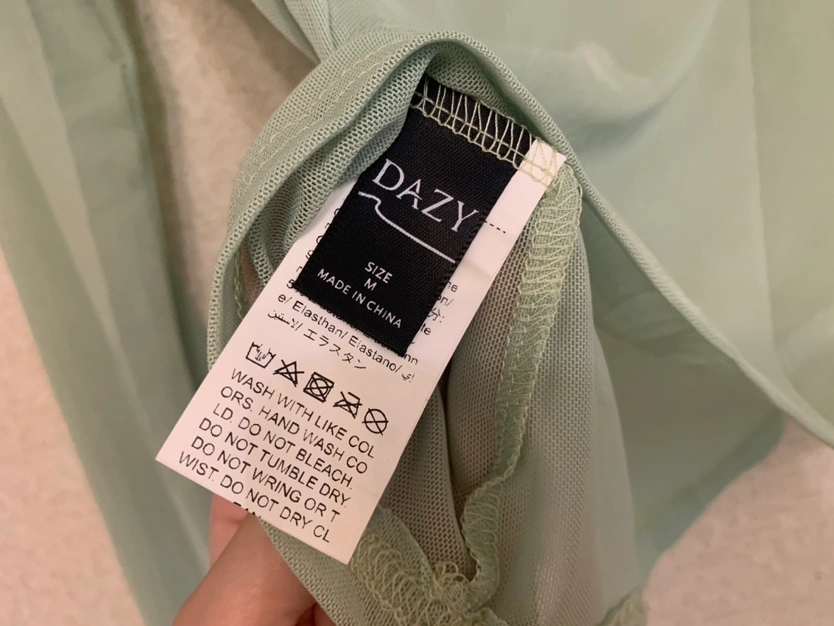 DAZY
SIZE
M
MADE IN CHINA
e/ Elasthan/ Elastano/
الاستين/ エラスタン
WASH WITH LIKE COL
ORS. HAND WASH CO
LD. DO NOT BLEACH.
DO NOT TUMBLE DRY.
DO NOT WRING OR T
WIST. DO NOT DRY CL